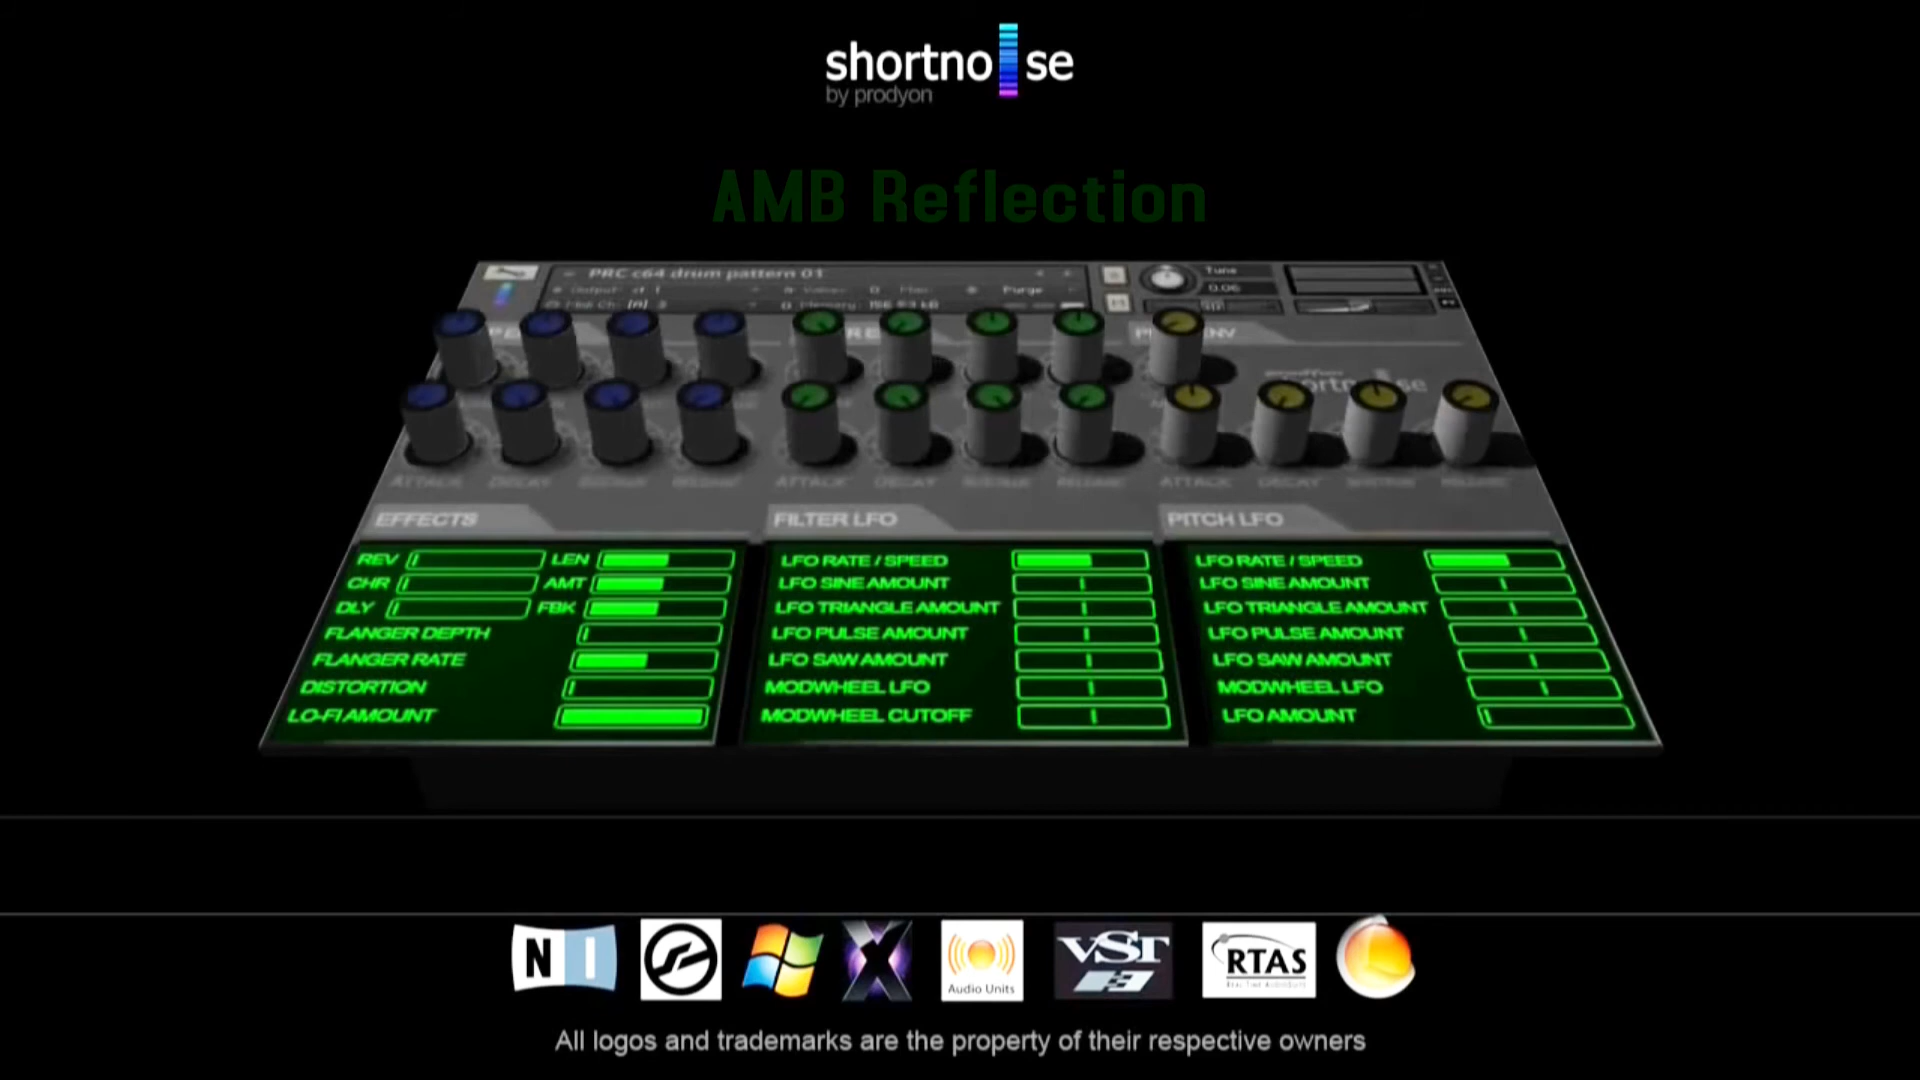 shortnoise
by prodyon
AMB Reflection
PRC c64 drum pattern 01
Purge
Tune
0.06
ATTACK DECAY RELEASE ATTACK DECAY RELEASE ATTACK DECAY RELEASE
EFFECTS
REV LEN
CHR AMT
DLY FBK
FLANGER DEPTH
FLANGER RATE
DISTORTION
LO-FI AMOUNT
FILTER LFO
LFO RATE / SPEED
LFO SINE AMOUNT
LFO TRIANGLE AMOUNT
LFO PULSE AMOUNT
LFO SAW AMOUNT
MODWHEEL LFO
MODWHEEL CUTOFF
PITCH LFO
LFO RATE / SPEED
LFO SINE AMOUNT
LFO TRIANGLE AMOUNT
LFO PULSE AMOUNT
LFO SAW AMOUNT
MODWHEEL LFO
LFO AMOUNT
NI
X
Audio Units
VST
RTAS
REAL TIME AUDIOSUITE
All logos and trademarks are the property of their respective owners